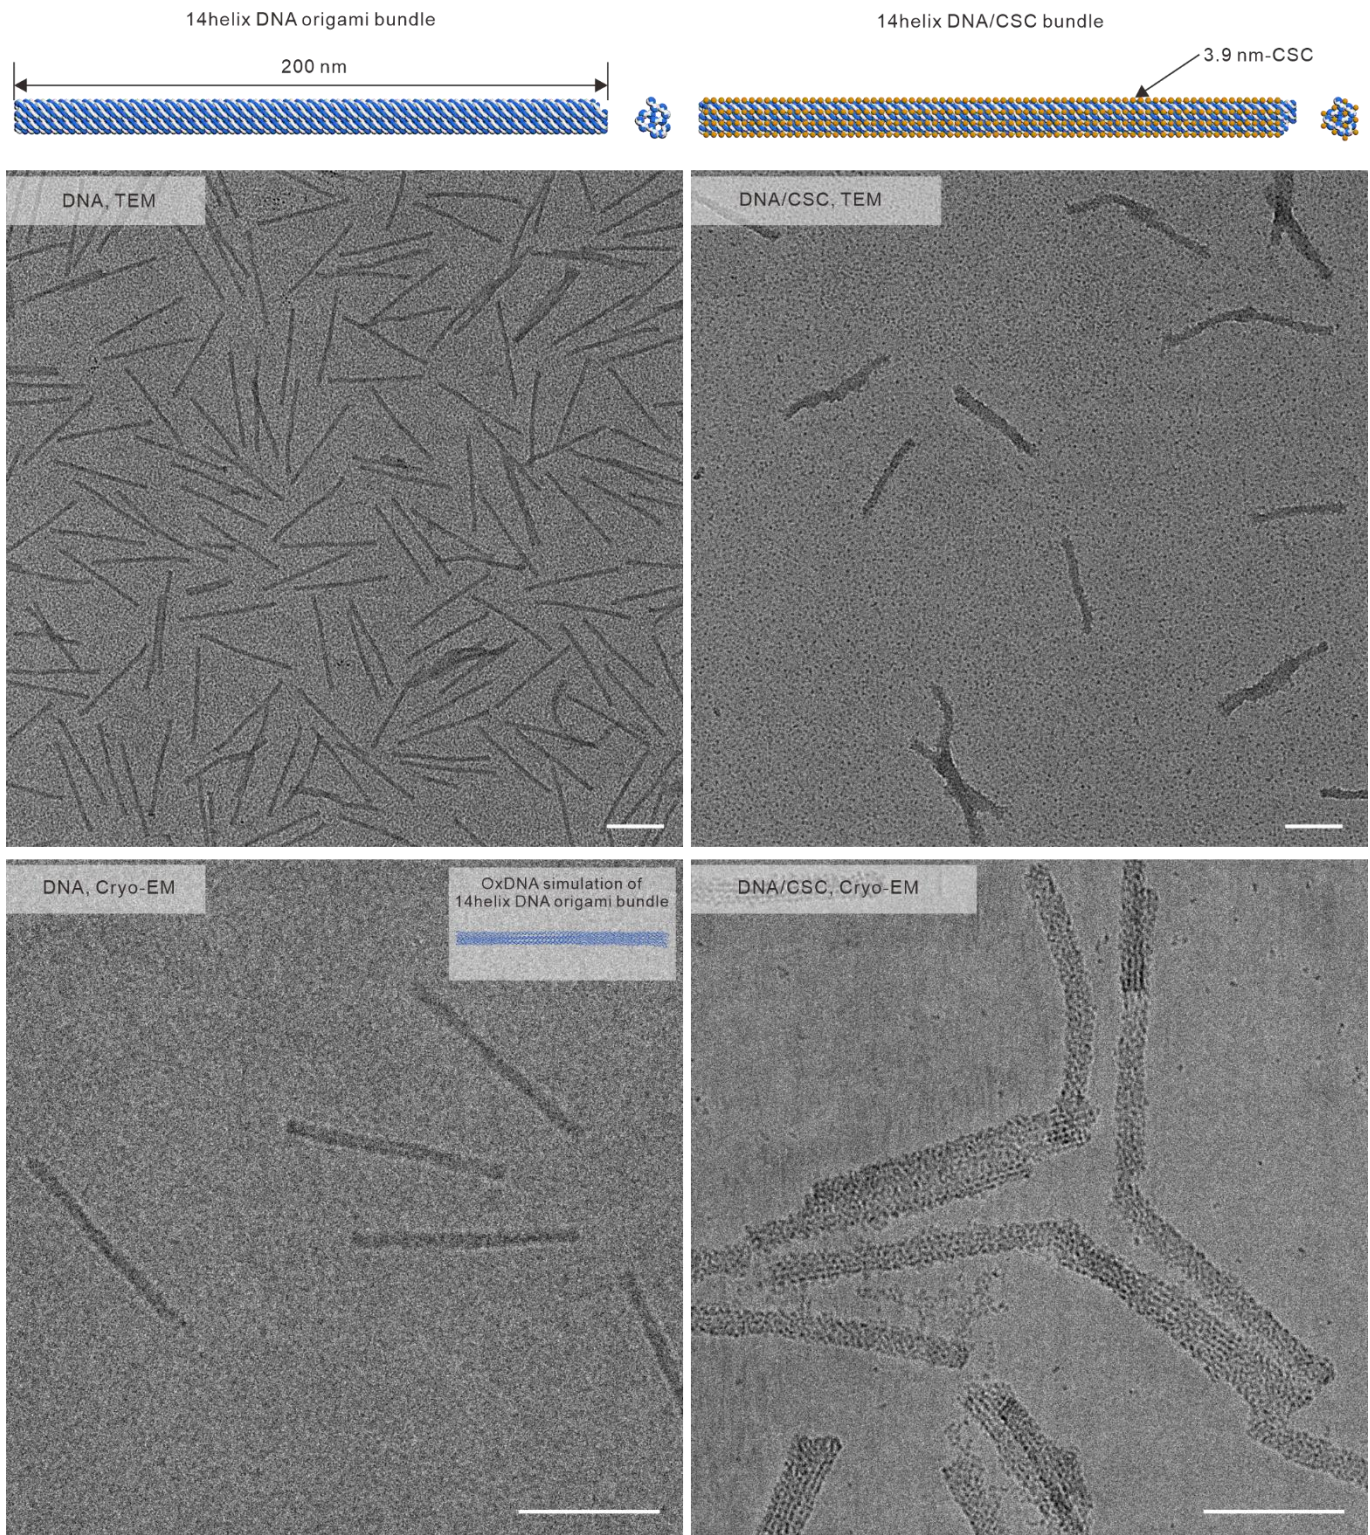 14helix DNA origami bundle
14helix DNA/CSC bundle
200 nm
3.9 nm-CSC
DNA, TEM
DNA/CSC, TEM
DNA, Cryo-EM
OxDNA simulation of
14helix DNA origami bundle
DNA/CSC, Cryo-EM